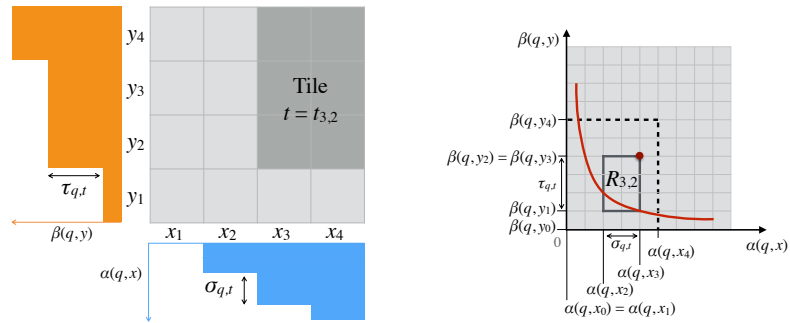 y₄
y₃
y₂
y₁
Tile
t = t₃,₂
τq,t
β(q,y)
x₁ x₂ x₃ x₄
α(q,x)
σq,t
β(q,y)
β(q,y₄)
β(q,y₂) = β(q,y₃)
τq,t
R₃,₂
β(q,y₁)
β(q,y₀)
0
σq,t
α(q,x)
α(q,x₄)
α(q,x₃)
α(q,x₂)
α(q,x₀) = α(q,x₁)